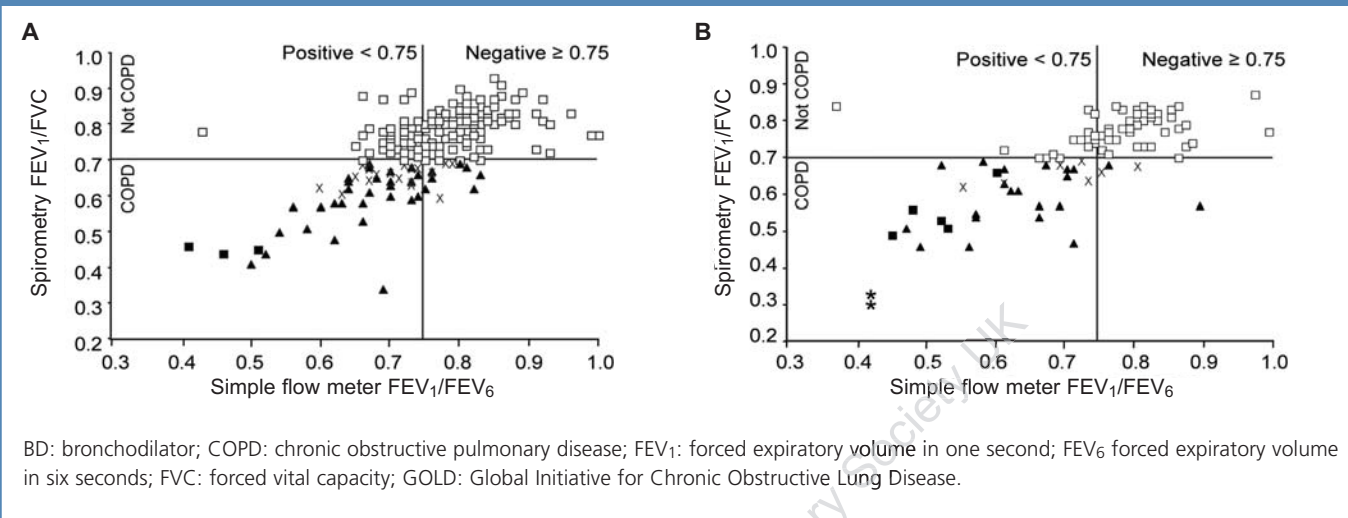 A
Positive < 0.75
Negative ≥ 0.75
Spirometry FEV₁/FVC
Not COPD
COPD
1.0
0.9
0.8
0.7
0.6
0.5
0.4
0.3
0.2
0.3 0.4 0.5 0.6 0.7 0.8 0.9 1.0
Simple flow meter FEV₁/FEV₆
B
Positive < 0.75
Negative ≥ 0.75
Spirometry FEV₁/FVC
Not COPD
COPD
1.0
0.9
0.8
0.7
0.6
0.5
0.4
0.3
0.2
0.3 0.4 0.5 0.6 0.7 0.8 0.9 1.0
Simple flow meter FEV₁/FEV₆
BD: bronchodilator; COPD: chronic obstructive pulmonary disease; FEV₁: forced expiratory volume in one second; FEV₆ forced expiratory volume
in six seconds; FVC: forced vital capacity; GOLD: Global Initiative for Chronic Obstructive Lung Disease.
Society UK